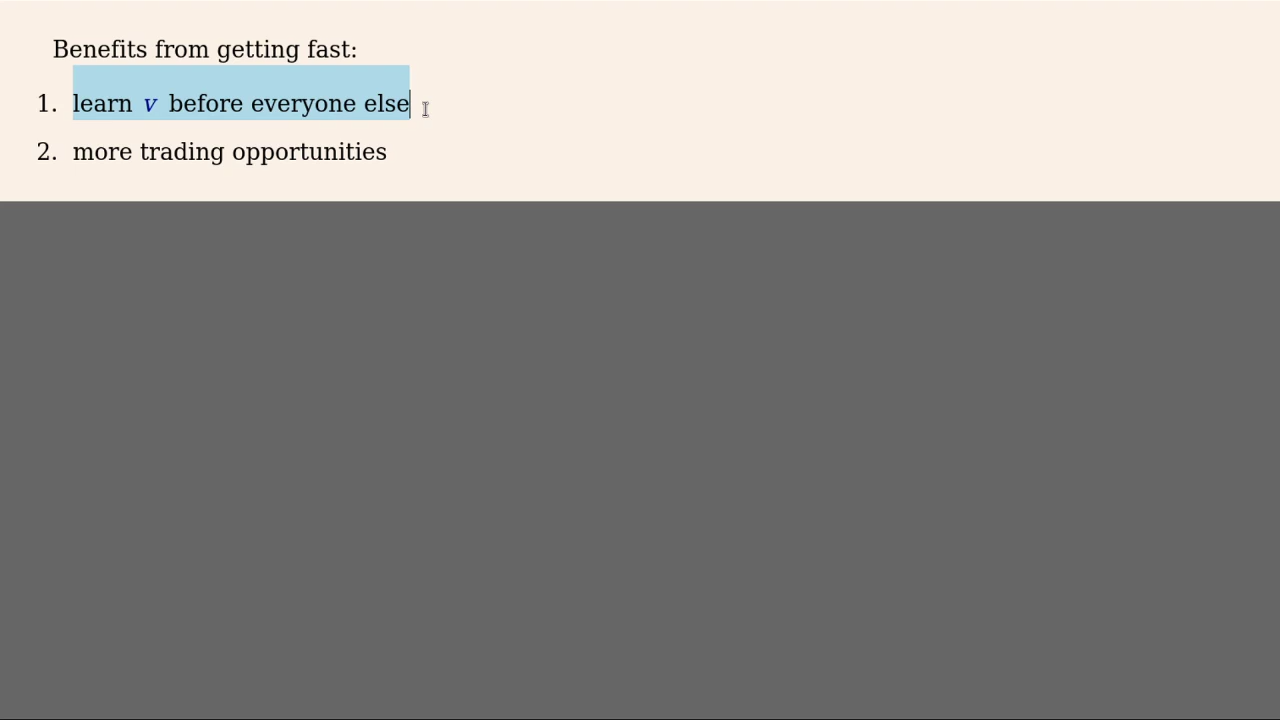 Benefits from getting fast:
1. learn v before everyone else
2. more trading opportunities